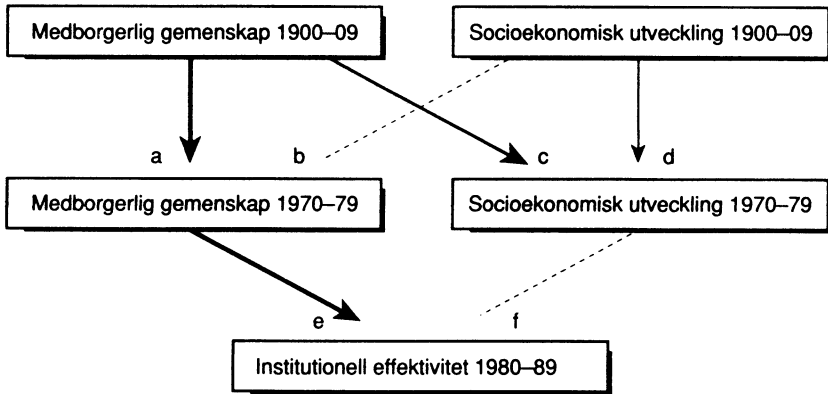 Medborgerlig gemenskap 1900–09
Socioekonomisk utveckling 1900–09
a
b
c
d
Medborgerlig gemenskap 1970–79
Socioekonomisk utveckling 1970–79
e
f
Institutionell effektivitet 1980–89